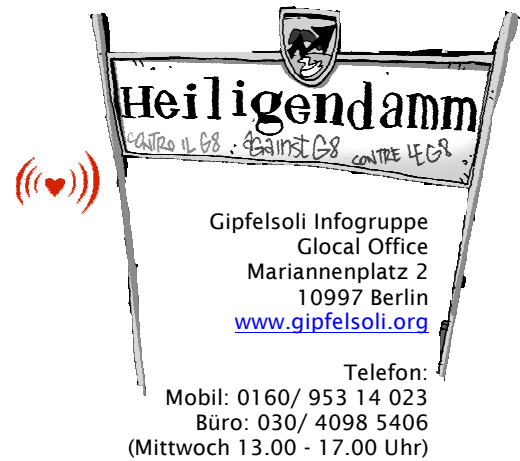 Heiligendamm
CONTRO IL G8 . AGAINST G8 CONTRE LE G8
Gipfelsoli Infogruppe
Glocal Office
Mariannenplatz 2
10997 Berlin
www.gipfelsoli.org
Telefon:
Mobil: 0160/ 953 14 023
Büro: 030/ 4098 5406
(Mittwoch 13.00 - 17.00 Uhr)